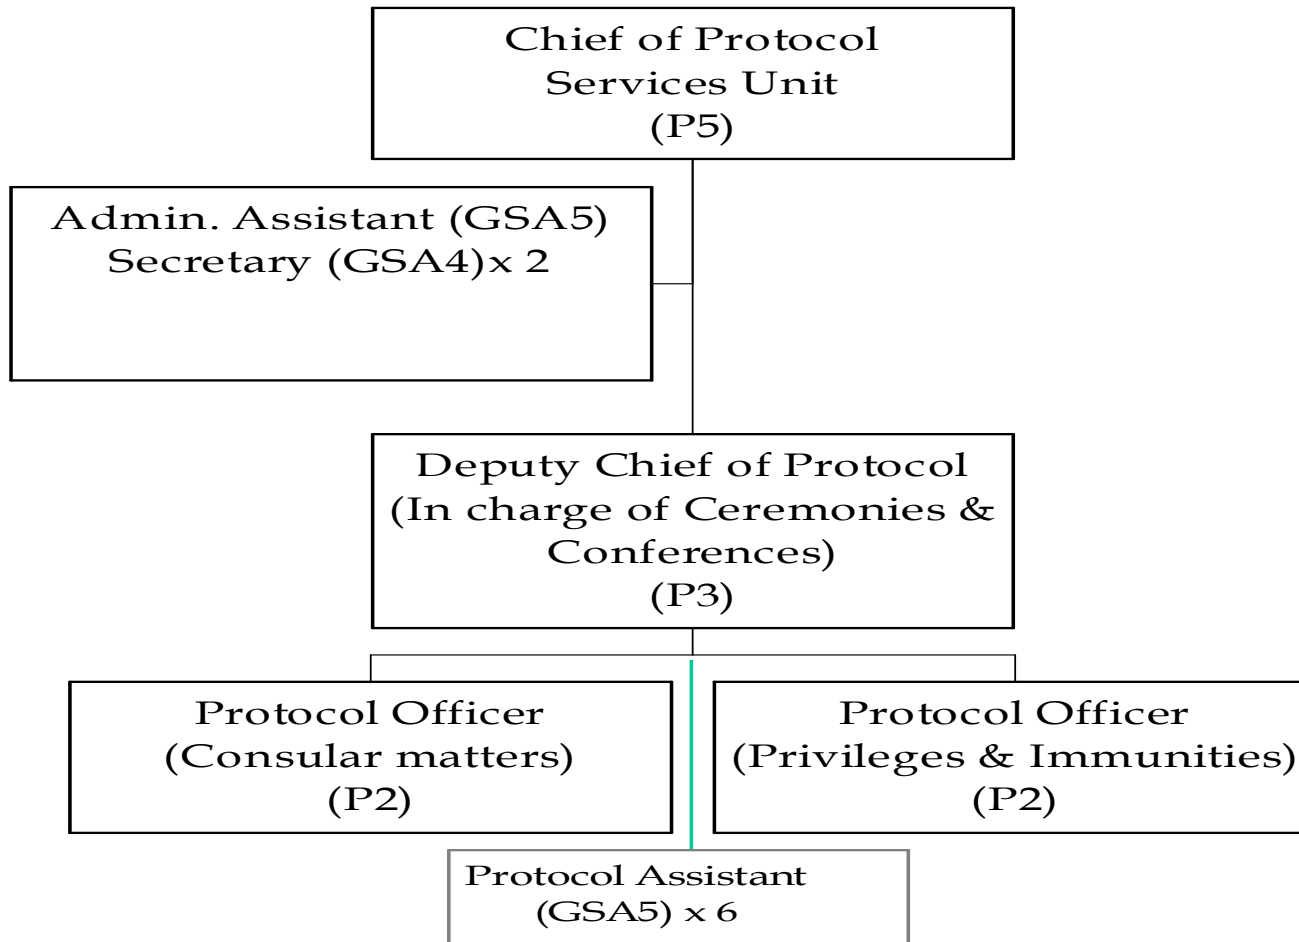 Chief of Protocol
Services Unit
(P5)
Admin. Assistant (GSA5)
Secretary (GSA4)x 2
Deputy Chief of Protocol
(In charge of Ceremonies &
Conferences)
(P3)
Protocol Officer
(Consular matters)
(P2)
Protocol Officer
(Privileges & Immunities)
(P2)
Protocol Assistant
(GSA5) x 6